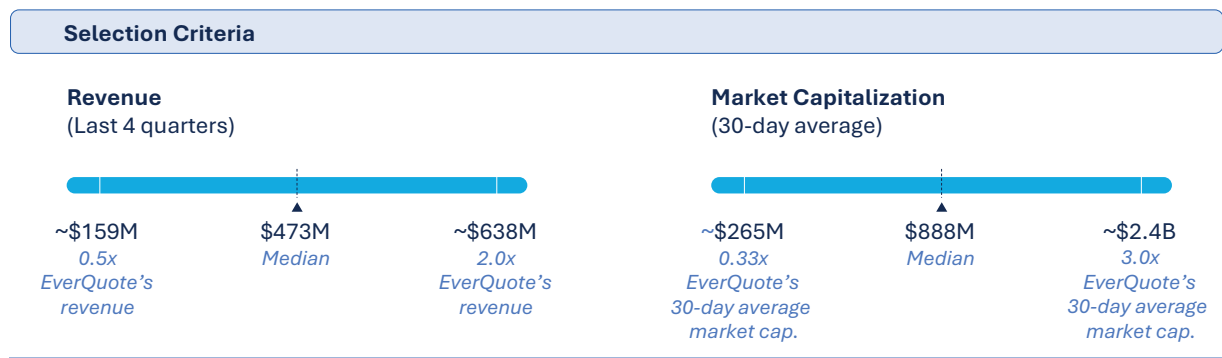 Selection Criteria
Revenue
(Last 4 quarters)
~$159M
0.5x
EverQuote’s
revenue
$473M
Median
~$638M
2.0x
EverQuote’s
revenue
Market Capitalization
(30-day average)
~$265M
0.33x
EverQuote’s
30-day average
market cap.
$888M
Median
~$2.4B
3.0x
EverQuote’s
30-day average
market cap.